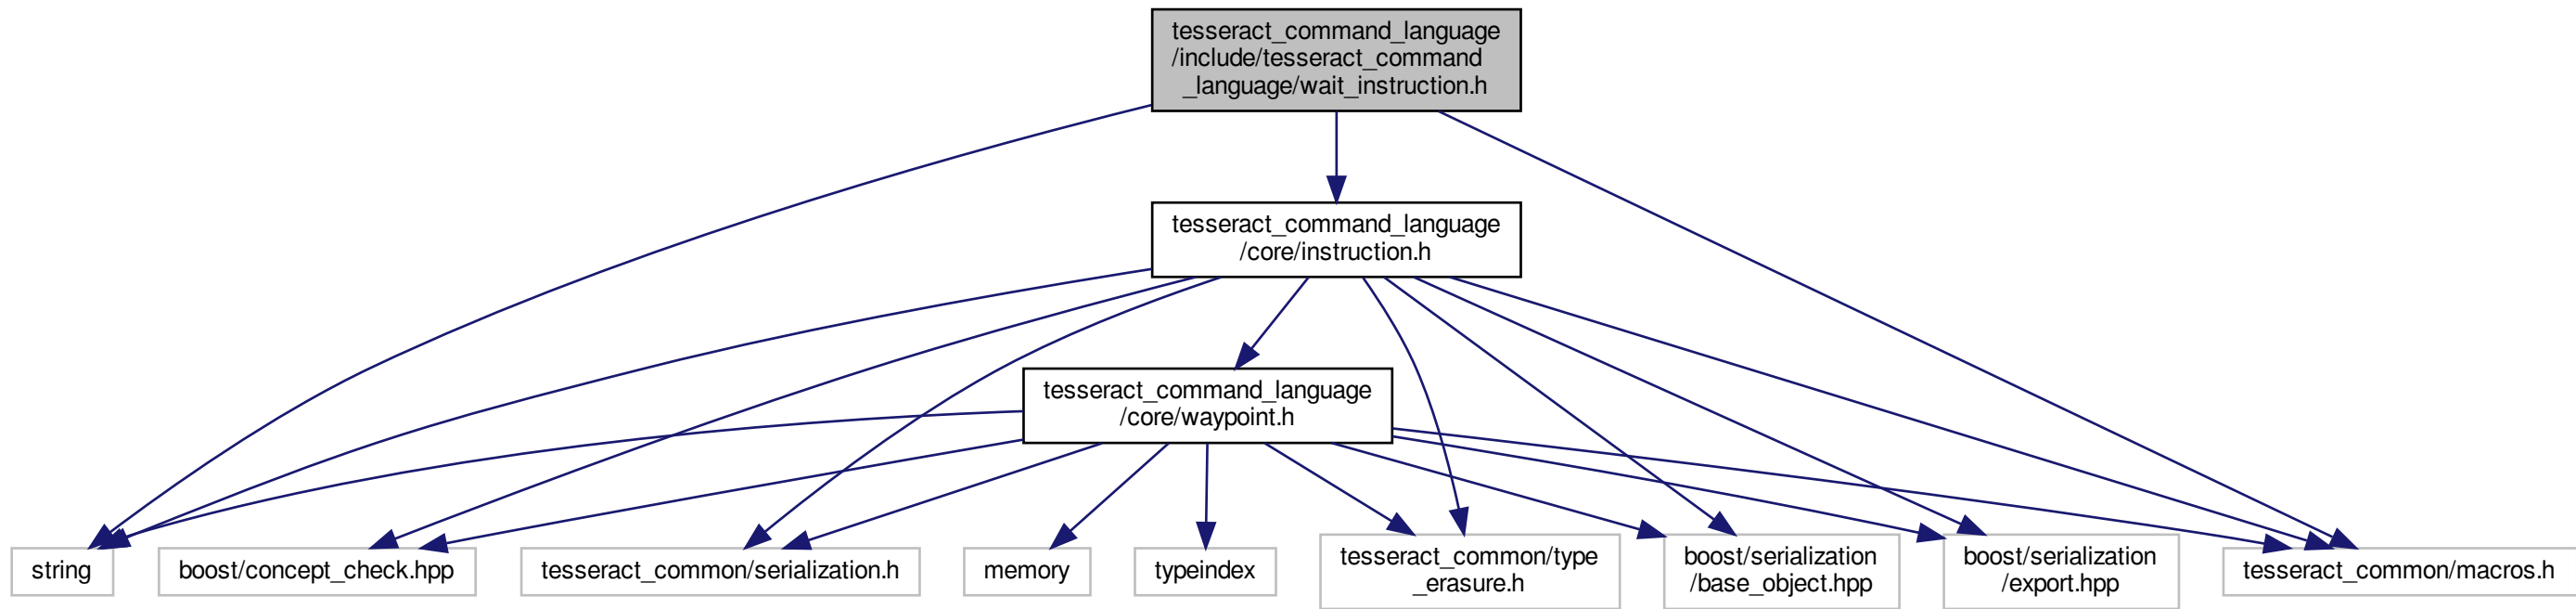 tesseract_command_language
/include/tesseract_command
_language/wait_instruction.h
tesseract_command_language
/core/instruction.h
tesseract_command_language
/core/waypoint.h
string
boost/concept_check.hpp
tesseract_common/serialization.h
memory
typeindex
tesseract_common/type
_erasure.h
boost/serialization
/base_object.hpp
boost/serialization
/export.hpp
tesseract_common/macros.h